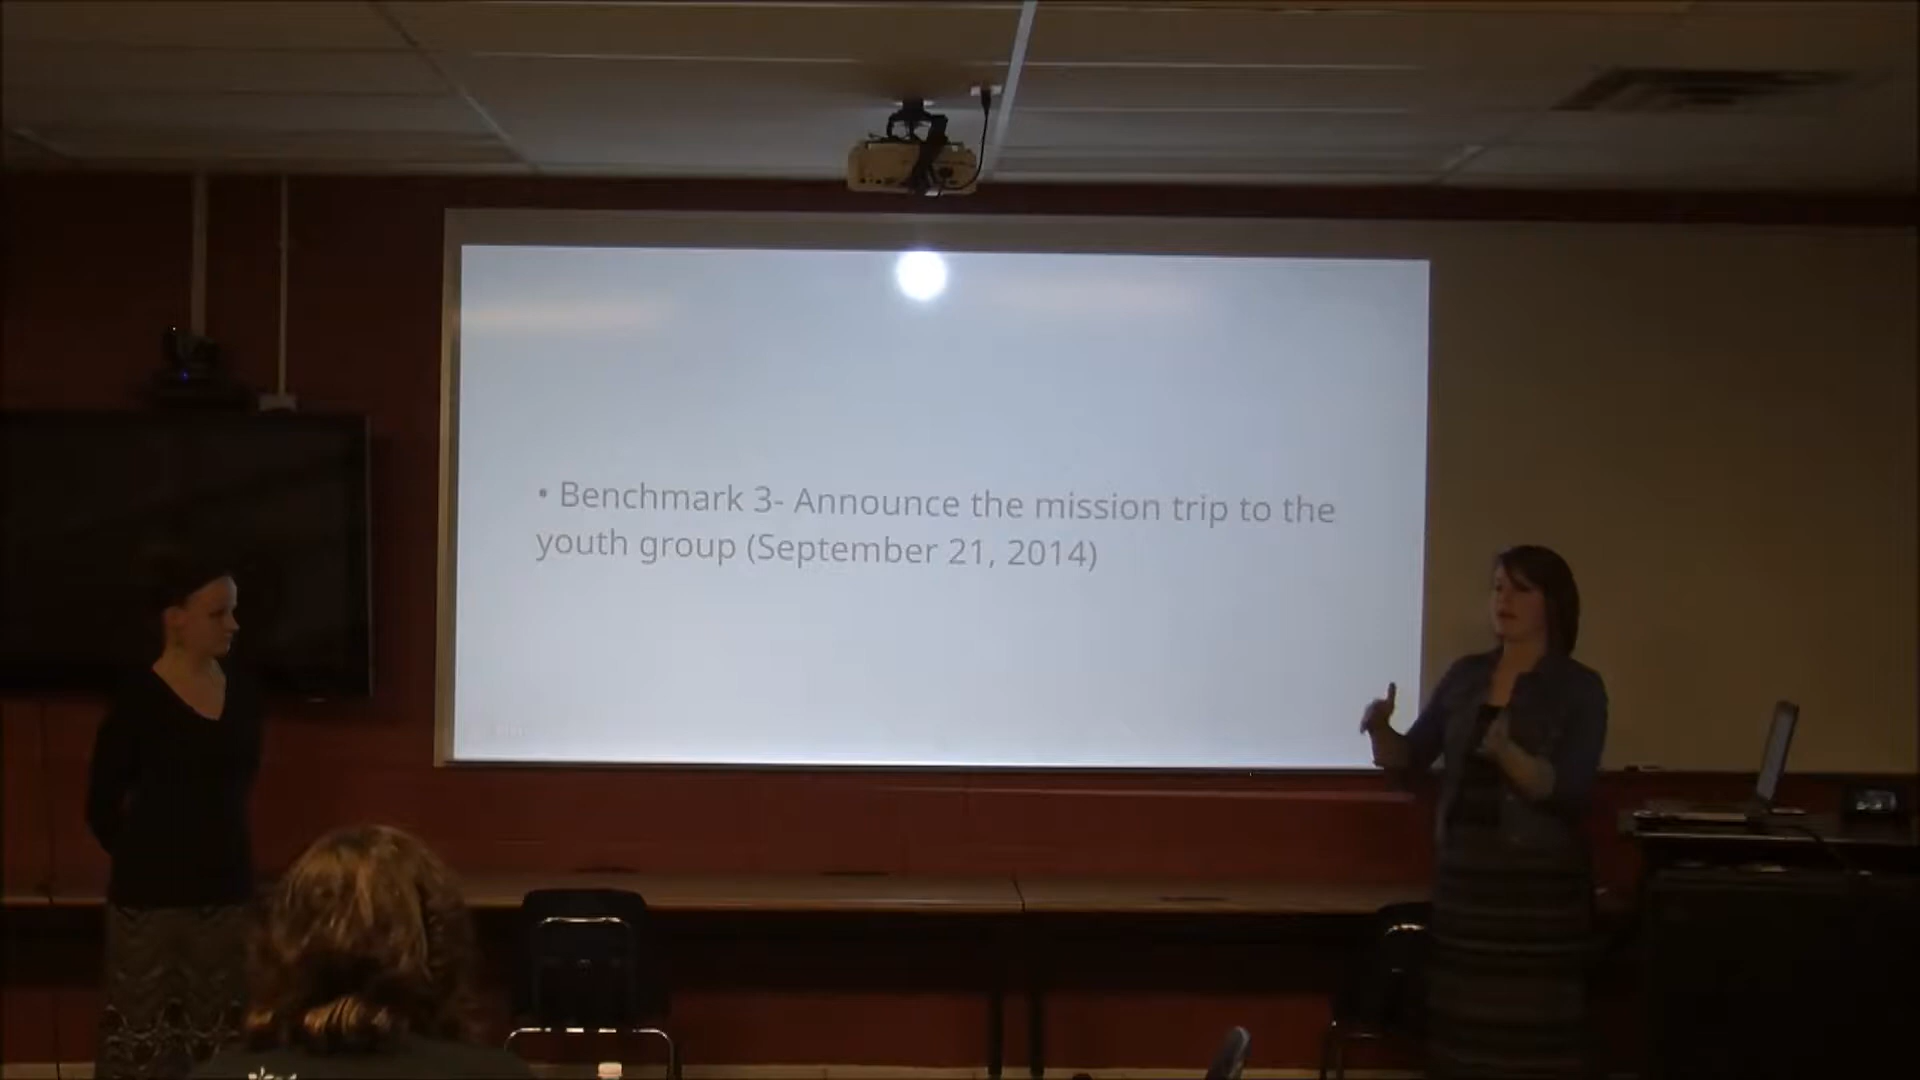 • Benchmark 3- Announce the mission trip to the
youth group (September 21, 2014)